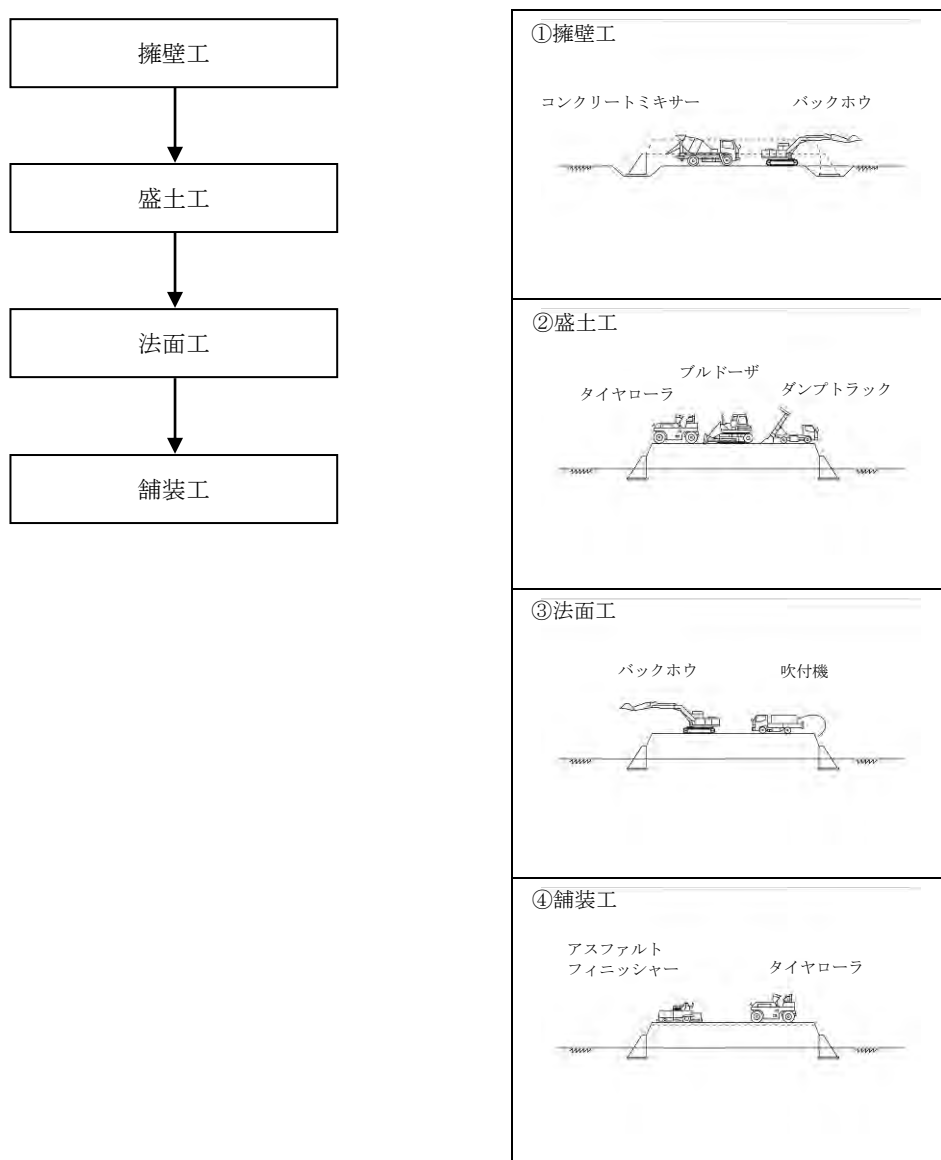 擁壁工
盛土工
法面工
舗装工
①擁壁工
コンクリートミキサー
バックホウ
②盛土工
タイヤローラ
ブルドーザ
ダンプトラック
③法面工
バックホウ
吹付機
④舗装工
アスファルト
フィニッシャー
タイヤローラ